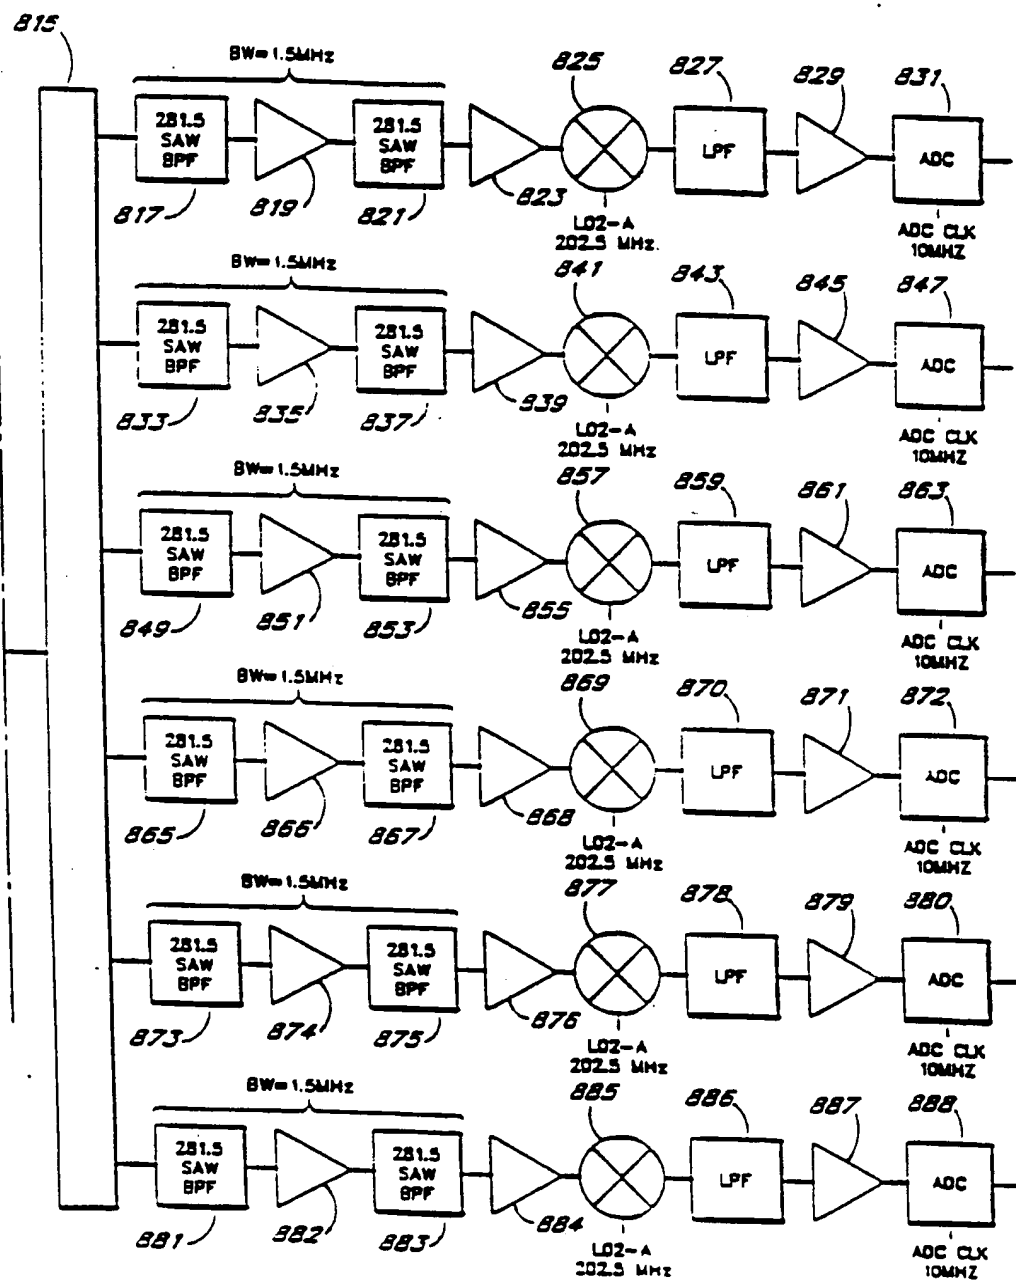 815
BW=1.5MHz
825
827
829
831
281.5
SAW
BPF
281.5
SAW
BPF
LPF
ADC
817
819
821
823
LO2-A
202.5 MHz.
ADC CLK
10MHZ
BW=1.5MHz
841
843
845
847
281.5
SAW
BPF
281.5
SAW
BPF
LPF
ADC
833
835
837
839
LO2-A
202.5 MHz
ADC CLK
10MHZ
BW=1.5MHz
857
859
861
863
281.5
SAW
BPF
281.5
SAW
BPF
LPF
ADC
849
851
853
855
LO2-A
202.5 MHz
ADC CLK
10MHZ
BW=1.5MHz
869
870
871
872
281.5
SAW
BPF
281.5
SAW
BPF
LPF
ADC
865
866
867
868
LO2-A
202.5 MHz
ADC CLK
10MHZ
BW=1.5MHz
877
878
879
880
281.5
SAW
BPF
281.5
SAW
BPF
LPF
ADC
873
874
875
876
LO2-A
202.5 MHz
ADC CLK
10MHZ
BW=1.5MHz
885
886
887
888
281.5
SAW
BPF
281.5
SAW
BPF
LPF
ADC
881
882
883
884
LO2-A
202.5 MHz
ADC CLK
10MHZ